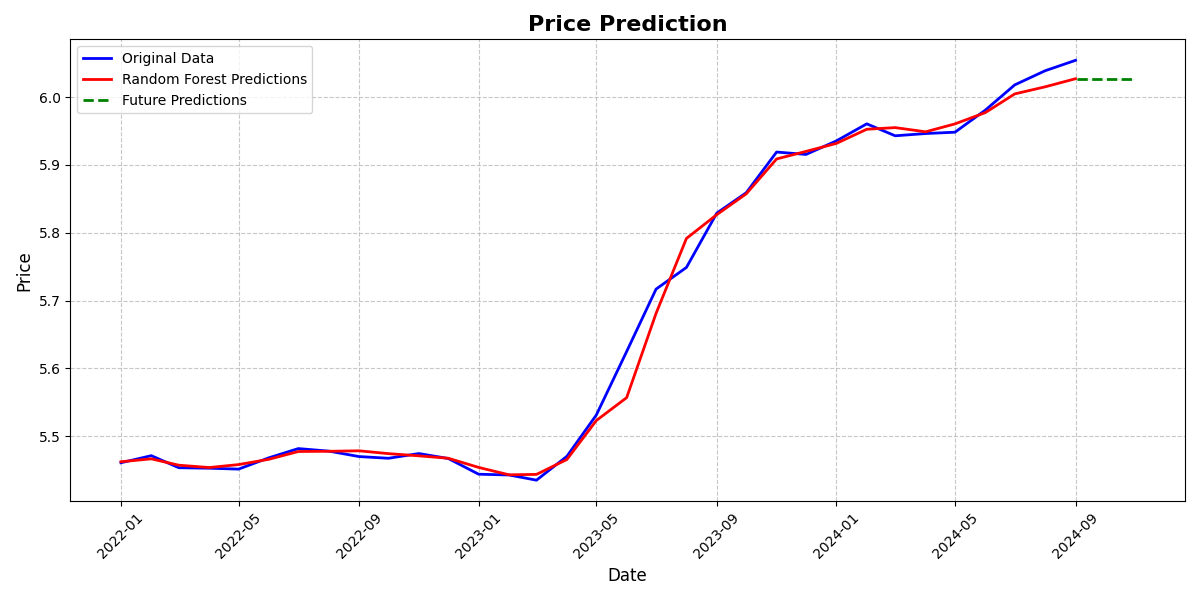 Price Prediction
Original Data
Random Forest Predictions
Future Predictions
Price
6.0
5.9
5.8
5.7
5.6
5.5
2022-01
2022-05
2022-09
2023-01
2023-05
2023-09
2024-01
2024-05
2024-09
Date